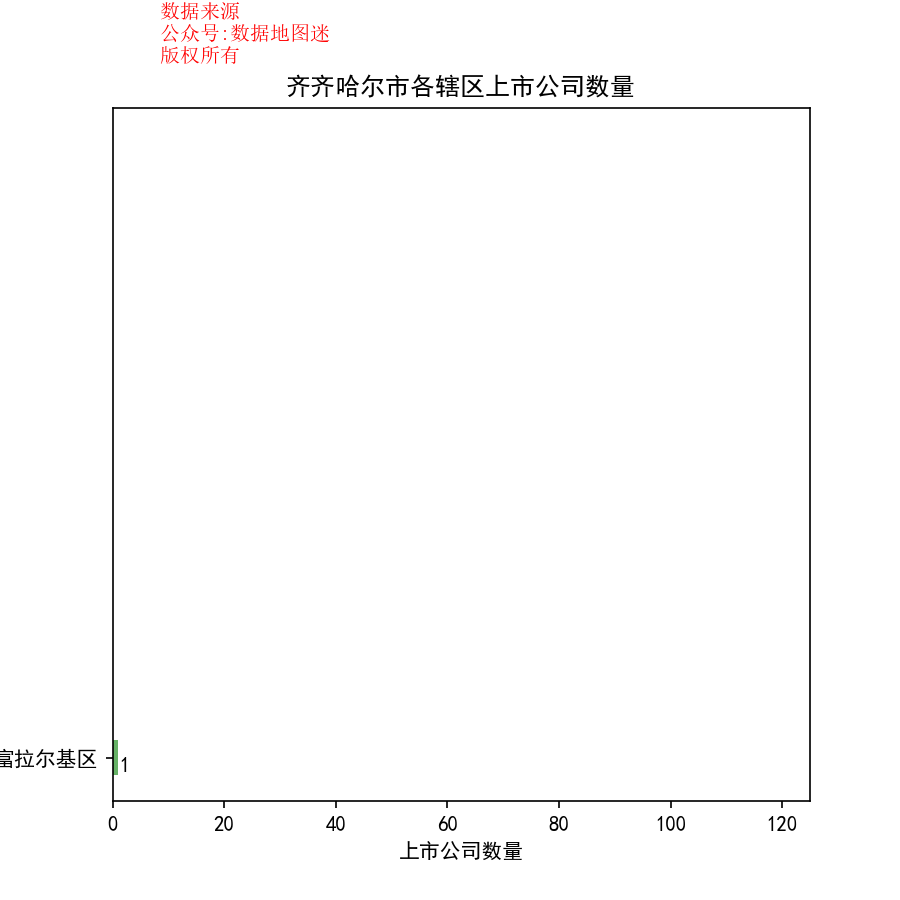 数据来源
公众号:数据地图迷
版权所有
齐齐哈尔市各辖区上市公司数量
富拉尔基区
1
0 20 40 60 80 100 120
上市公司数量